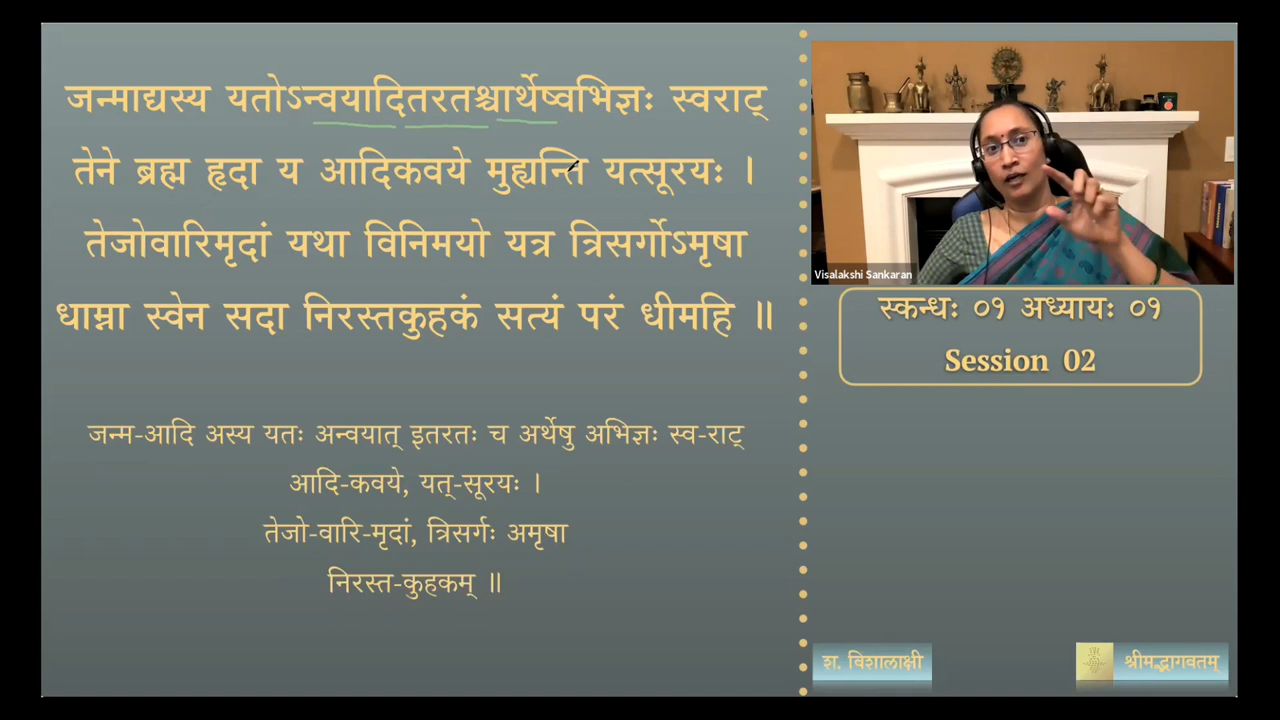 जन्माद्यस्य यतोऽन्वयादितरतश्चार्थेष्वभिज्ञः स्वराट्
तेने ब्रह्म हृदा य आदिकवये मुह्यन्ति यत्सूरयः ।
तेजोवारिमृदां यथा विनिमयो यत्र त्रिसर्गोऽमृषा
धाम्ना स्वेन सदा निरस्तकुहकं सत्यं परं धीमहि ॥
जन्म-आदि अस्य यतः अन्वयात् इतरतः च अर्थेषु अभिज्ञः स्व-राट्
आदि-कवये, यत्-सूरयः ।
तेजो-वारि-मृदां, त्रिसर्गः अमृषा
निरस्त-कुहकम् ॥
Visalakshi Sankaran
स्कन्धः ०१ अध्यायः ०१
Session 02
श. विशालाक्षी
श्रीमद्भागवतम्